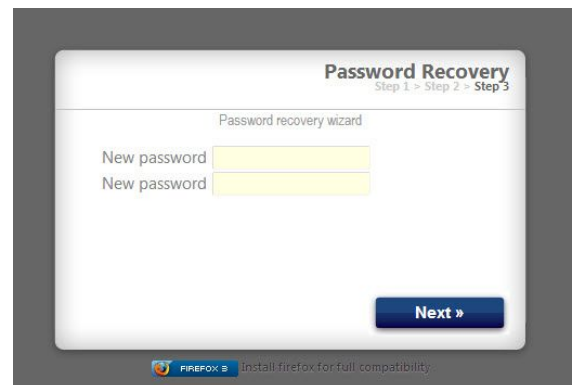 Password Recovery
Step 1 > Step 2 > Step 3
Password recovery wizard
New password
New password
Next »
FIREFOX 3 Install firefox for full compatibility